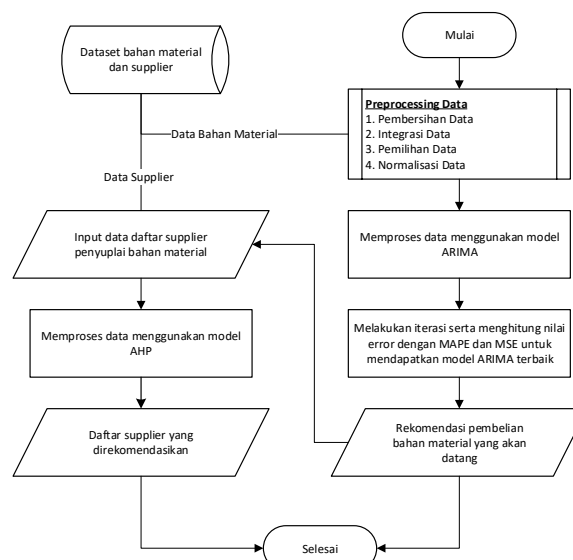 Dataset bahan material
dan supplier
Mulai
Preprocessing Data
1. Pembersihan Data
2. Integrasi Data
3. Pemilihan Data
4. Normalisasi Data
Data Bahan Material
Data Supplier
Input data daftar supplier
penyuplai bahan material
Memproses data menggunakan model
ARIMA
Memproses data menggunakan model
AHP
Melakukan iterasi serta menghitung nilai
error dengan MAPE dan MSE untuk
mendapatkan model ARIMA terbaik
Daftar supplier yang
direkomendasikan
Rekomendasi pembelian
bahan material yang akan
datang
Selesai